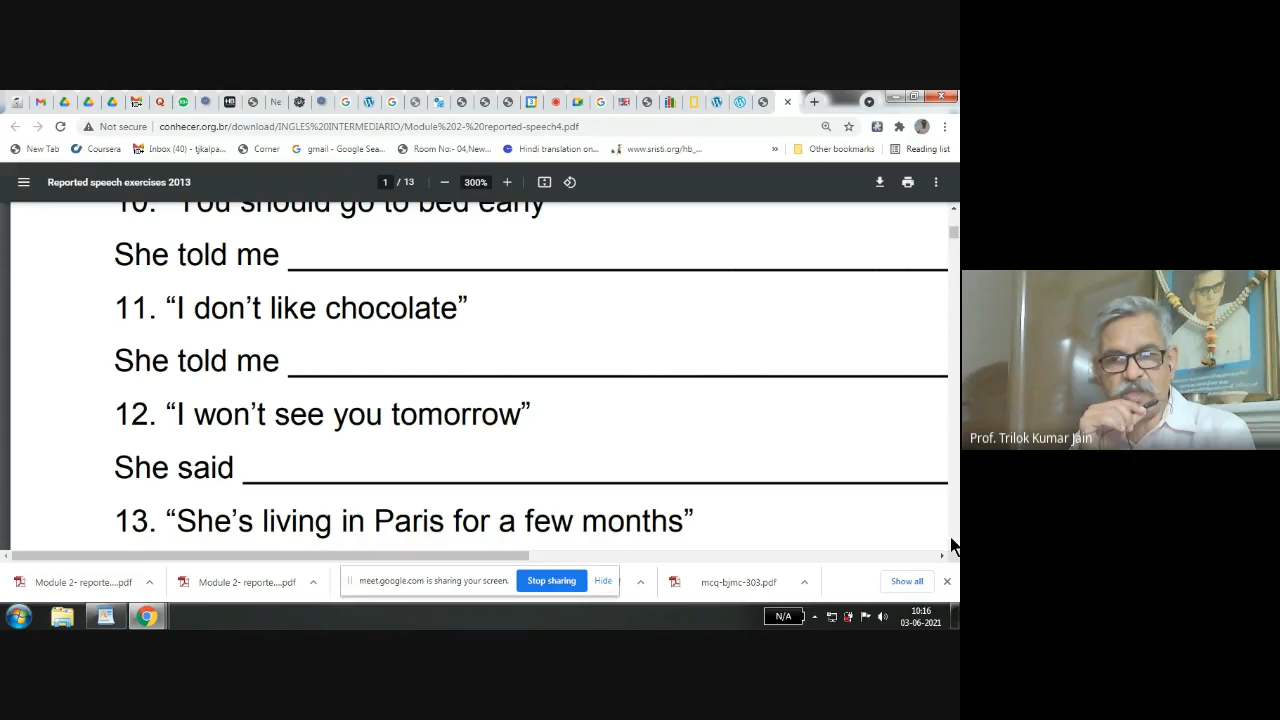 Ne
Not secure
conhecer.org.br/download/INGLES%20INTERMEDIARIO/Module%202-%20reported-speech4.pdf
New Tab
Coursera
Inbox (40) - tjkalpa...
Corner
gmail - Google Sea...
Room No:- 04,New...
Hindi translation on...
www.sristi.org/hb_...
»
Other bookmarks
Reading list
Reported speech exercises 2013
1 / 13
300%
10. “You should go to bed early”
She told me
11. “I don’t like chocolate”
She told me
12. “I won’t see you tomorrow”
She said
13. “She’s living in Paris for a few months”
Prof. Trilok Kumar Jain
Module 2- reporte....pdf
Module 2- reporte....pdf
meet.google.com is sharing your screen.
Stop sharing
Hide
mcq-bjmc-303.pdf
Show all
N/A
10:16
03-06-2021